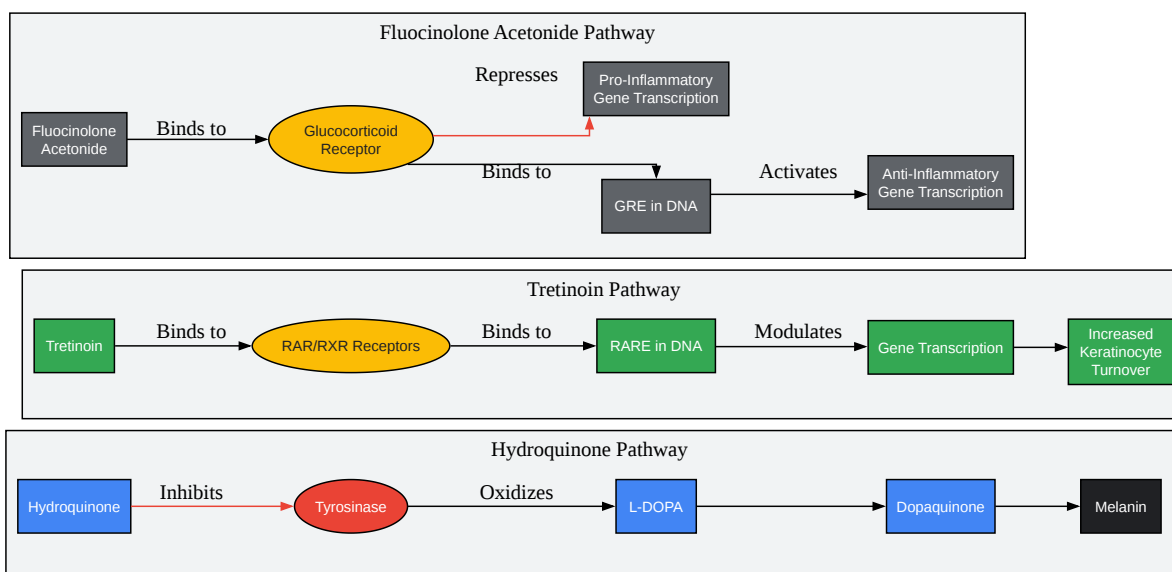 Fluocinolone Acetonide Pathway
Represses
Pro-Inflammatory
Gene Transcription
Fluocinolone
Acetonide
Binds to
Glucocorticoid
Receptor
Binds to
GRE in DNA
Activates
Anti-Inflammatory
Gene Transcription
Tretinoin Pathway
Tretinoin
Binds to
RAR/RXR Receptors
Binds to
RARE in DNA
Modulates
Gene Transcription
Increased
Keratinocyte
Turnover
Hydroquinone Pathway
Hydroquinone
Inhibits
Tyrosinase
Oxidizes
L-DOPA
Dopaquinone
Melanin